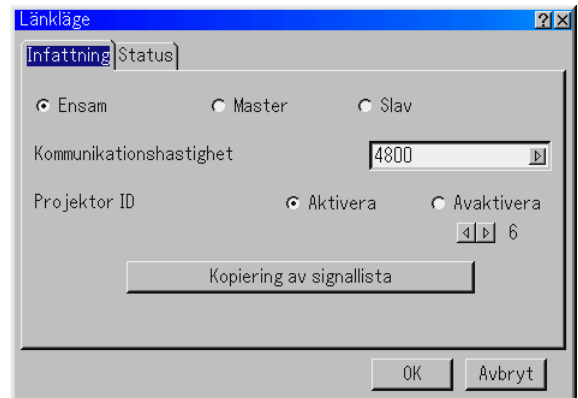 Länkläge
Infattning Status
Ensam Master Slav
Kommunikationshastighet 4800
Projektor ID Aktivera Avaktivera
6
Kopiering av signallista
OK Avbryt